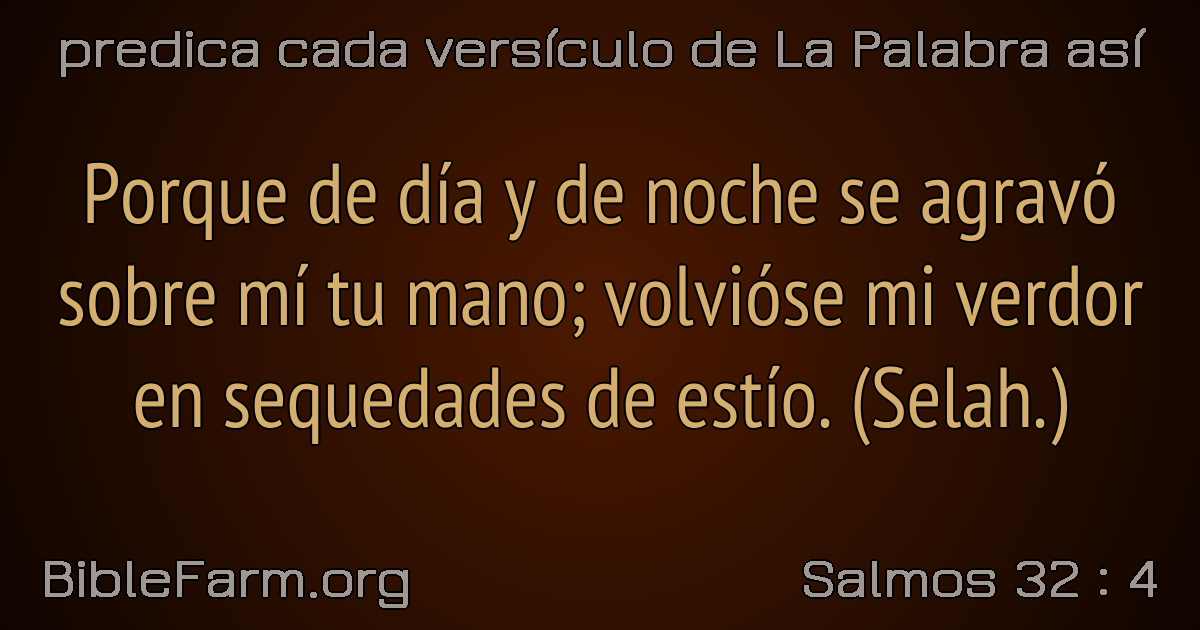 predica cada versículo de La Palabra así
Porque de día y de noche se agravó
sobre mí tu mano; volvióse mi verdor
en sequedades de estío. (Selah.)
BibleFarm.org
Salmos 32 : 4